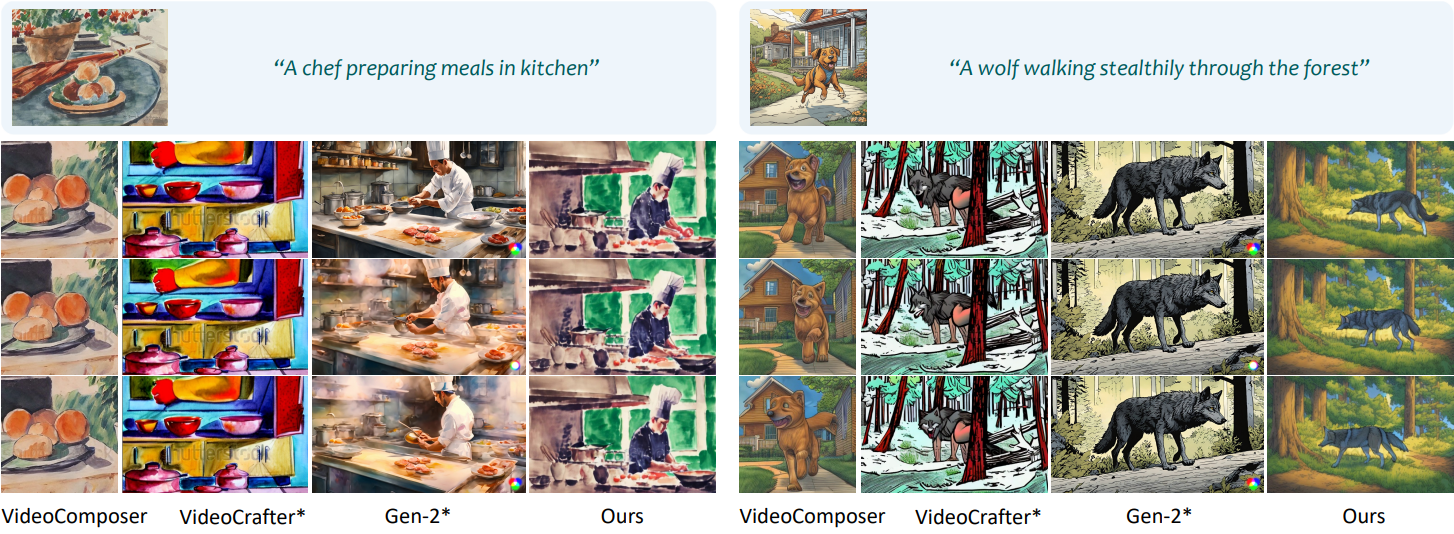 “A chef preparing meals in kitchen”
“A wolf walking stealthily through the forest”
VideoComposer
VideoCrafter*
Gen-2*
Ours
VideoComposer
VideoCrafter*
Gen-2*
Ours